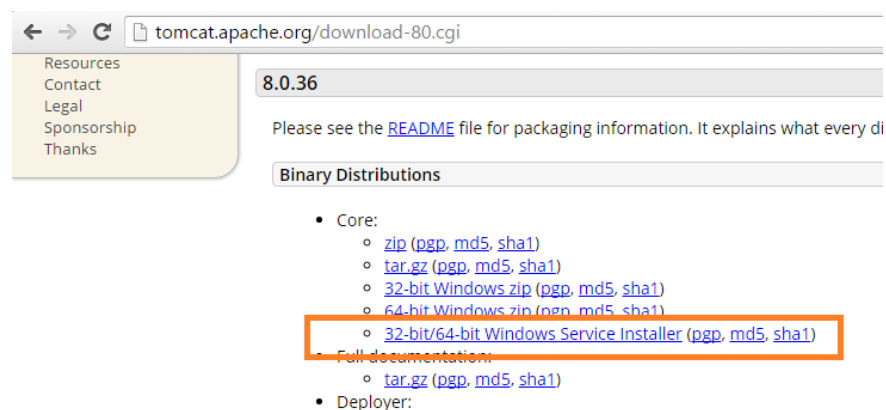 tomcat.apache.org/download-80.cgi
Resources
Contact
Legal
Sponsorship
Thanks
8.0.36
Please see the README file for packaging information. It explains what every di
Binary Distributions
Core:
zip (pgp, md5, sha1)
tar.gz (pgp, md5, sha1)
32-bit Windows zip (pgp, md5, sha1)
64-bit Windows zip (pgp, md5, sha1)
32-bit/64-bit Windows Service Installer (pgp, md5, sha1)
Full documentation:
tar.gz (pgp, md5, sha1)
Deployer: